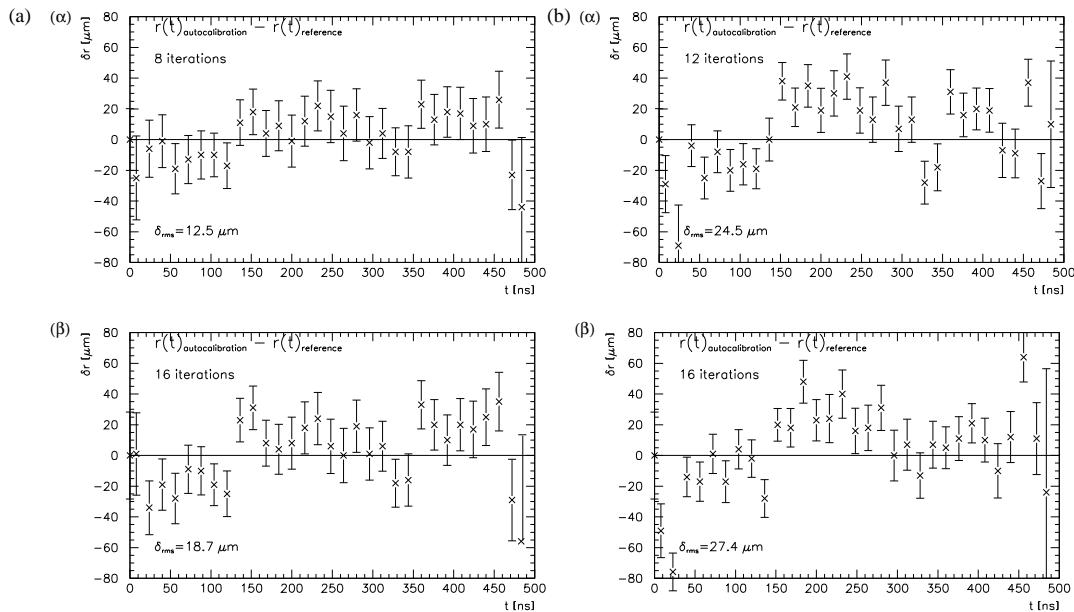 (a)
(α)
δr [μm]
r(t)autocalibration – r(t)reference
8 iterations
80
60
40
20
0
-20
-40
-60
-80
δrms=12.5 μm
0 50 100 150 200 250 300 350 400 450 500
t [ns]
(b)
(α)
δr [μm]
r(t)autocalibration – r(t)reference
12 iterations
80
60
40
20
0
-20
-40
-60
-80
δrms=24.5 μm
0 50 100 150 200 250 300 350 400 450 500
t [ns]
(β)
δr [μm]
r(t)autocalibration – r(t)reference
16 iterations
80
60
40
20
0
-20
-40
-60
-80
δrms=18.7 μm
0 50 100 150 200 250 300 350 400 450 500
t [ns]
(β)
δr [μm]
r(t)autocalibration – r(t)reference
16 iterations
80
60
40
20
0
-20
-40
-60
-80
δrms=27.4 μm
0 50 100 150 200 250 300 350 400 450 500
t [ns]